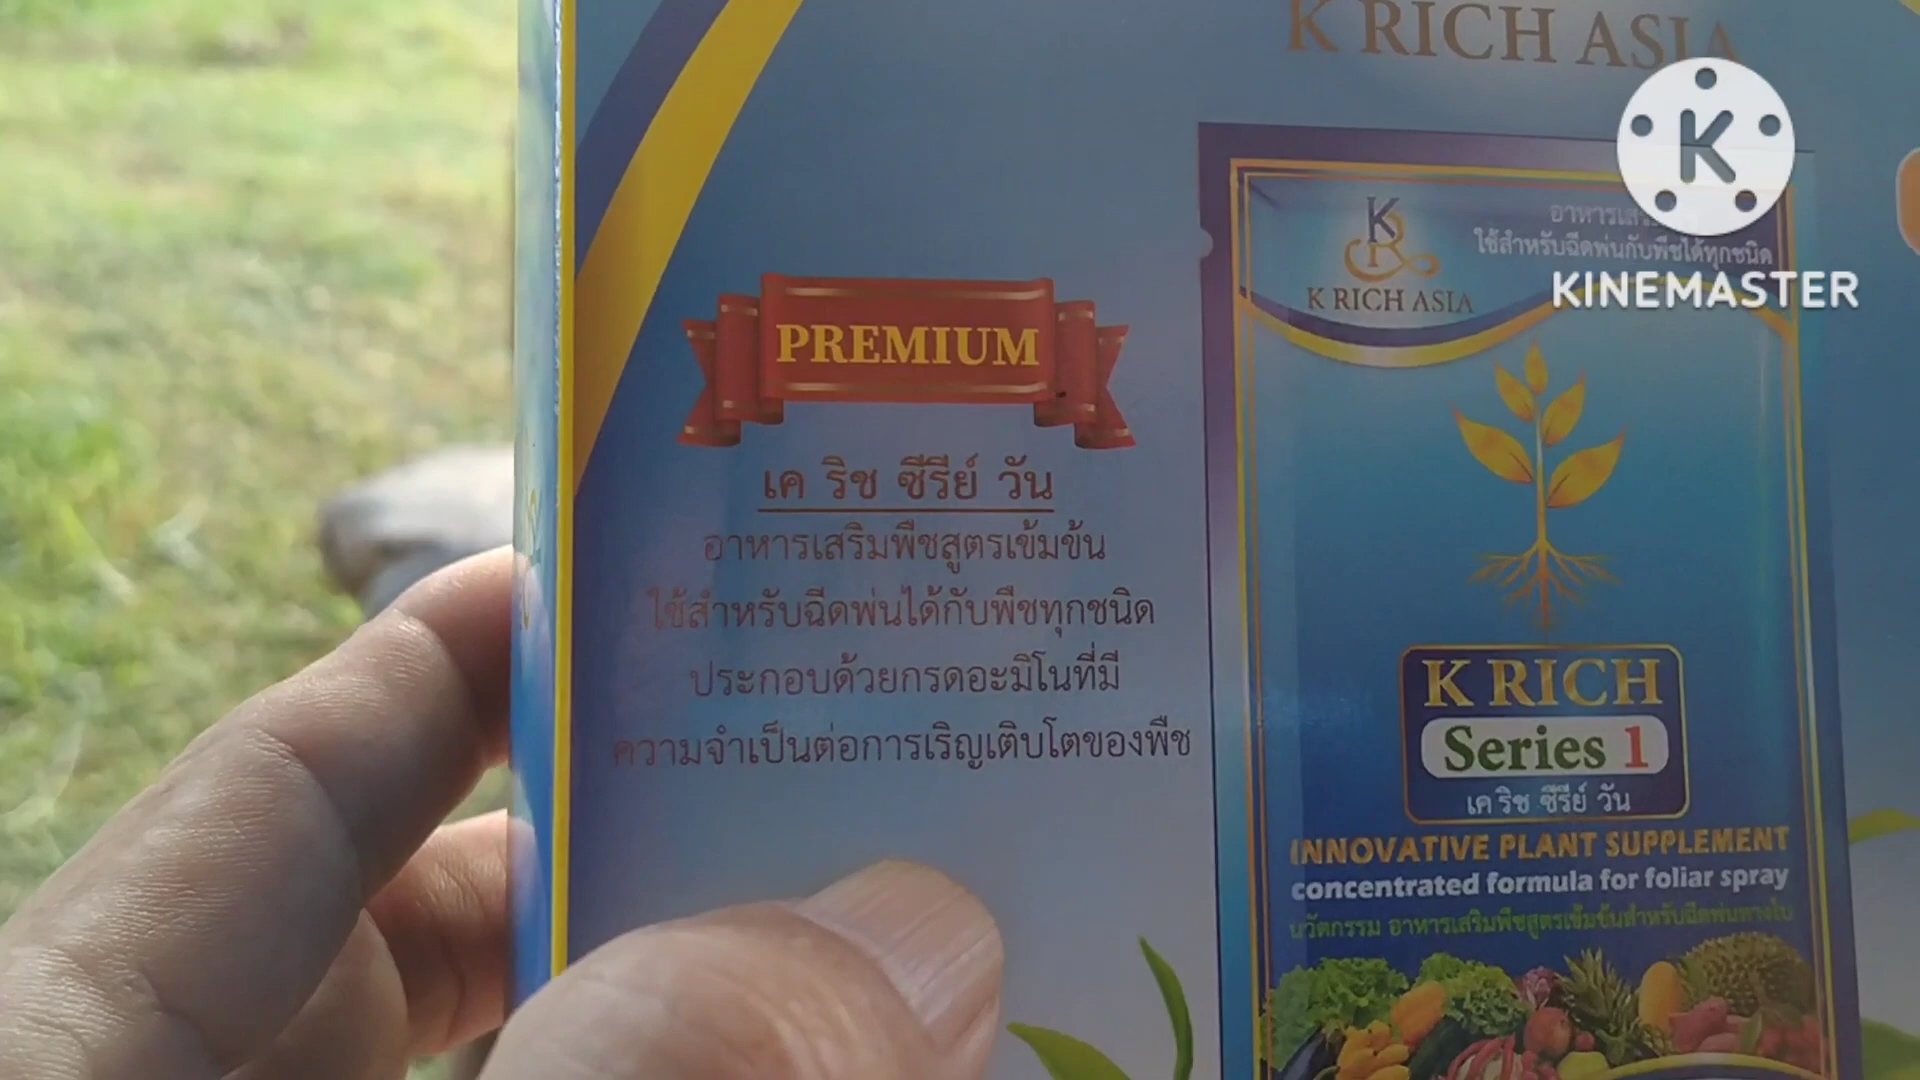 K RICH ASIA
PREMIUM
เค ริช ซีรีย์ วัน
อาหารเสริมพืชสูตรเข้มข้น
ใช้สำหรับฉีดพ่นได้กับพืชทุกชนิด
ประกอบด้วยกรดอะมิโนที่มี
ความจำเป็นต่อการเจริญเติบโตของพืช
ใช้สำหรับฉีดพ่นกับพืชได้ทุกชนิด
K RICH ASIA
K RICH
Series 1
เค ริช ซีรีย์ วัน
INNOVATIVE PLANT SUPPLEMENT
concentrated formula for foliar spray
นวัตกรรม อาหารเสริมพืชสูตรเข้มข้นสำหรับฉีดพ่นทางใบ
K
KINEMASTER